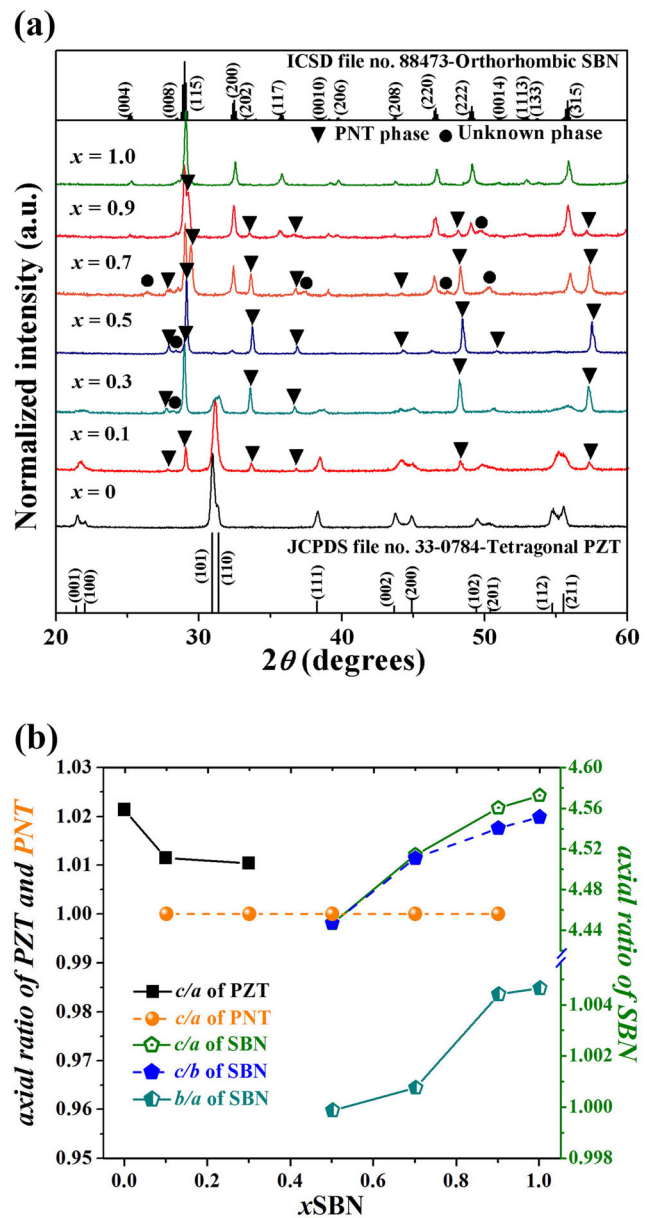 (a)
ICSD file no. 88473-Orthorhombic SBN
(004)
(008)
(115)
(200)
(202)
(117)
(0010)
(206)
(208)
(220)
(222)
(0014)
(1113)
(133)
(315)
▼ PNT phase ● Unknown phase
x = 1.0
x = 0.9
x = 0.7
x = 0.5
x = 0.3
x = 0.1
x = 0
Normalized intensity (a.u.)
JCPDS file no. 33-0784-Tetragonal PZT
(001)
(100)
(101)
(110)
(111)
(002)
(200)
(102)
(201)
(112)
(211)
20 30 40 50 60
2θ (degrees)
(b)
1.03
1.02
1.01
1.00
0.99
0.98
0.97
0.96
0.95
axial ratio of PZT and PNT
4.60
4.56
4.52
4.48
4.44
1.004
1.002
1.000
0.998
axial ratio of SBN
c/a of PZT
c/a of PNT
c/a of SBN
c/b of SBN
b/a of SBN
0.0 0.2 0.4 0.6 0.8 1.0
xSBN